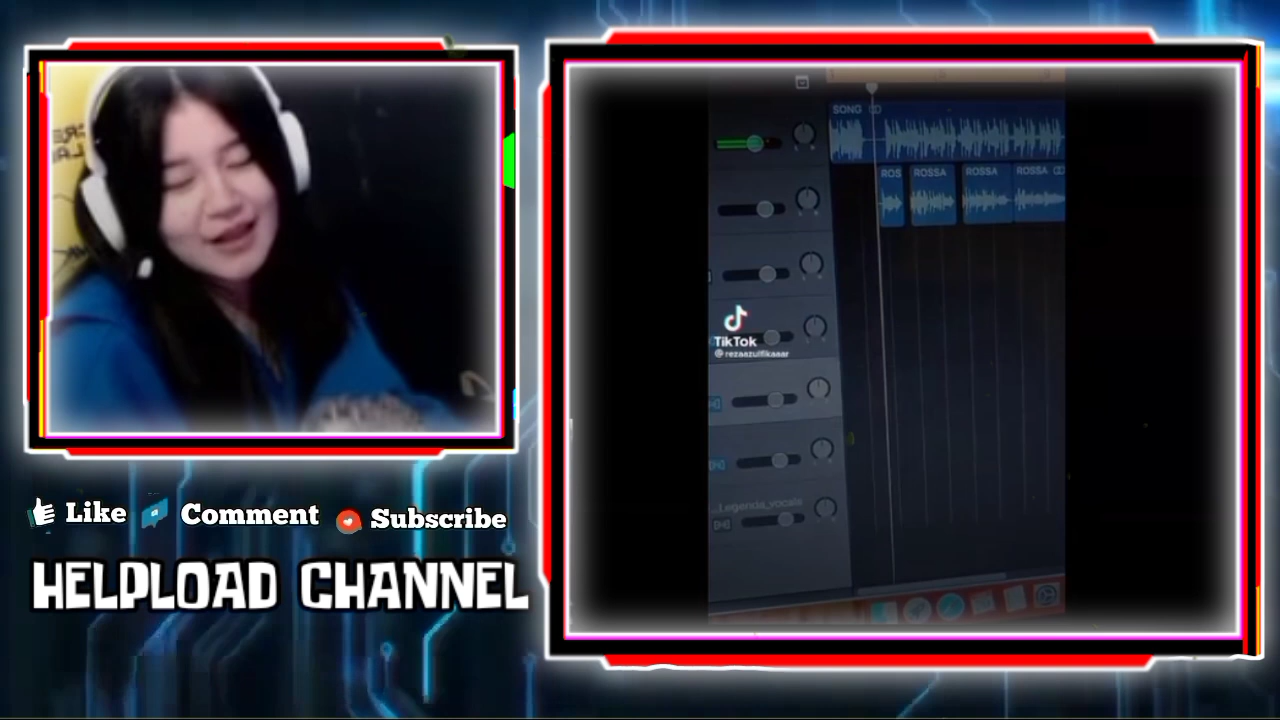 SONG
ROS
ROSSA
ROSSA
ROSSA
TikTok
@rezaazulfikaaar
Legenda_vocals
Like
Comment
Subscribe
HELPLOAD CHANNEL